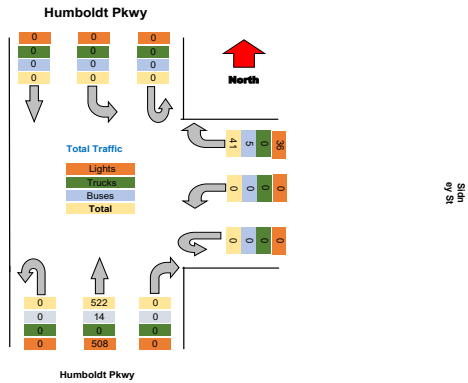 Humboldt Pkwy
0 0 0
0 0 0
0 0 0
0 0 0
North
41 5 0 36
Total Traffic
Lights
Trucks
Buses
Total
0 0 0 0
Sidn
ey St
0 0 0 0
0 522 0
0 14 0
0 0 0
0 508 0
Humboldt Pkwy